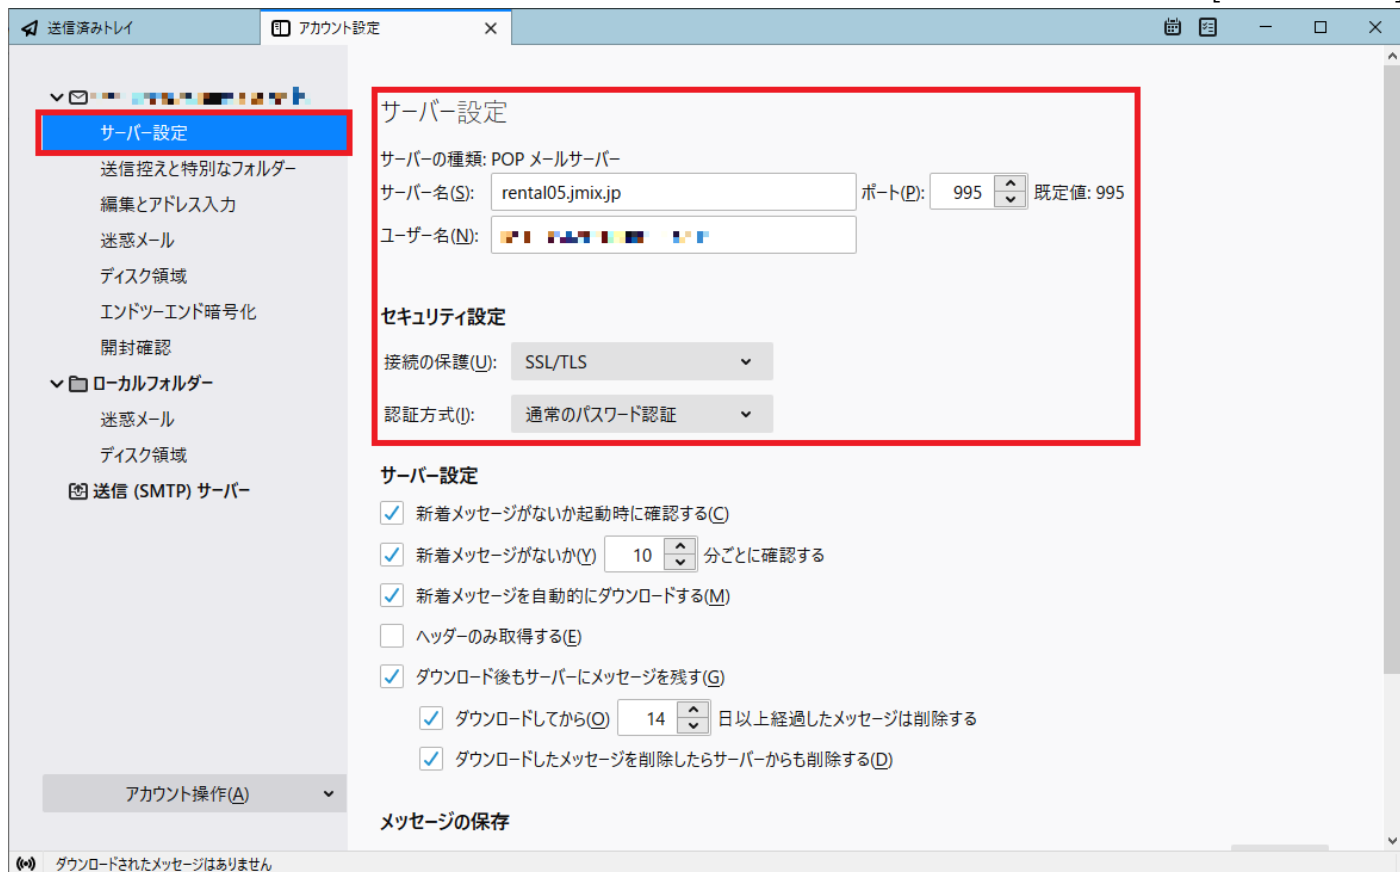 送信済みトレイ
アカウント設定
サーバー設定
送信控えと特別なフォルダー
編集とアドレス入力
迷惑メール
ディスク領域
エンドツーエンド暗号化
開封確認
ローカルフォルダー
迷惑メール
ディスク領域
送信 (SMTP) サーバー
アカウント操作(A)
サーバー設定
サーバーの種類: POP メールサーバー
サーバー名(S): rental05.jmix.jp ポート(P): 995 既定値: 995
ユーザー名(N):
セキュリティ設定
接続の保護(U): SSL/TLS
認証方式(I): 通常のパスワード認証
サーバー設定
新着メッセージがないか起動時に確認する(C)
新着メッセージがないか(Y) 10 分ごとに確認する
新着メッセージを自動的にダウンロードする(M)
ヘッダーのみ取得する(E)
ダウンロード後もサーバーにメッセージを残す(G)
ダウンロードしてから(O) 14 日以上経過したメッセージは削除する
ダウンロードしたメッセージを削除したらサーバーからも削除する(D)
メッセージの保存
ダウンロードされたメッセージはありません